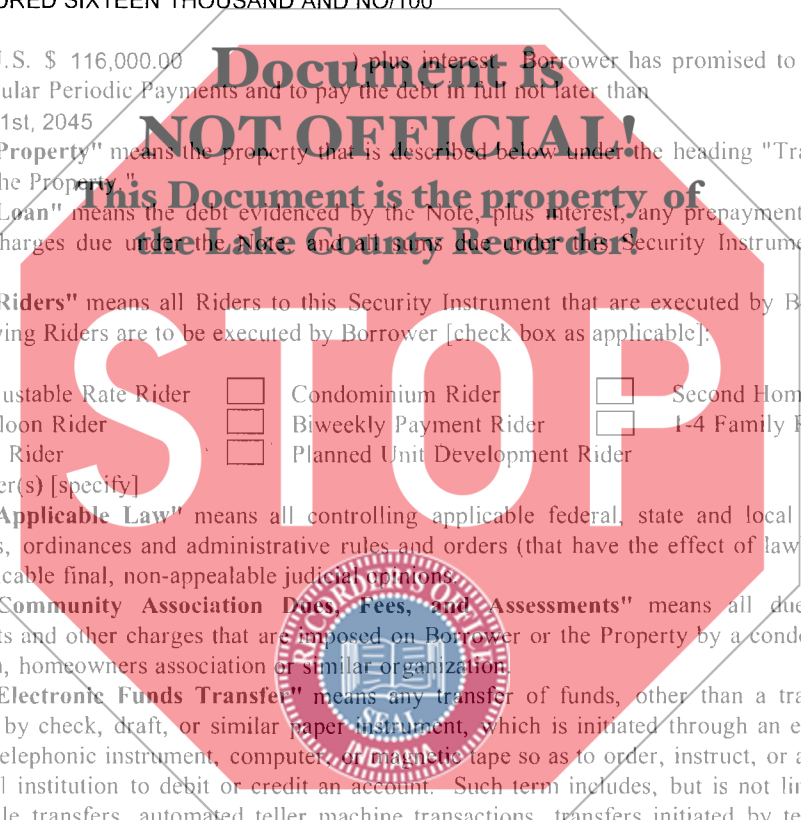 DRED SIXTEEN THOUSAND AND NO/100
U.S. $ 116,000.00 ) plus interest. Borrower has promised to
ular Periodic Payments and to pay the debt in full not later than
1st, 2045
Property" means the property that is described below under the heading "Tra
he Property."
Loan" means the debt evidenced by the Note, plus interest, any prepayment
harges due under the Note, and all sums due under this Security Instrume
Riders" means all Riders to this Security Instrument that are executed by B
ving Riders are to be executed by Borrower [check box as applicable]:
ustable Rate Rider Condominium Rider Second Hom
loon Rider Biweekly Payment Rider 1-4 Family R
Rider Planned Unit Development Rider
er(s) [specify]
Applicable Law" means all controlling applicable federal, state and local
s, ordinances and administrative rules and orders (that have the effect of law
icable final, non-appealable judicial opinions.
Community Association Dues, Fees, and Assessments" means all due
ts and other charges that are imposed on Borrower or the Property by a condo
n, homeowners association or similar organization.
Electronic Funds Transfer" means any transfer of funds, other than a tra
by check, draft, or similar paper instrument, which is initiated through an e
elephonic instrument, computer, or magnetic tape so as to order, instruct, or a
l institution to debit or credit an account. Such term includes, but is not lin
le transfers, automated teller machine transactions, transfers initiated by te
Document is
NOT OFFICIAL!
This Document is the property of
the Lake County Recorder!
STOP
RECORDER'S OFFICE
SEAL
INDIANA